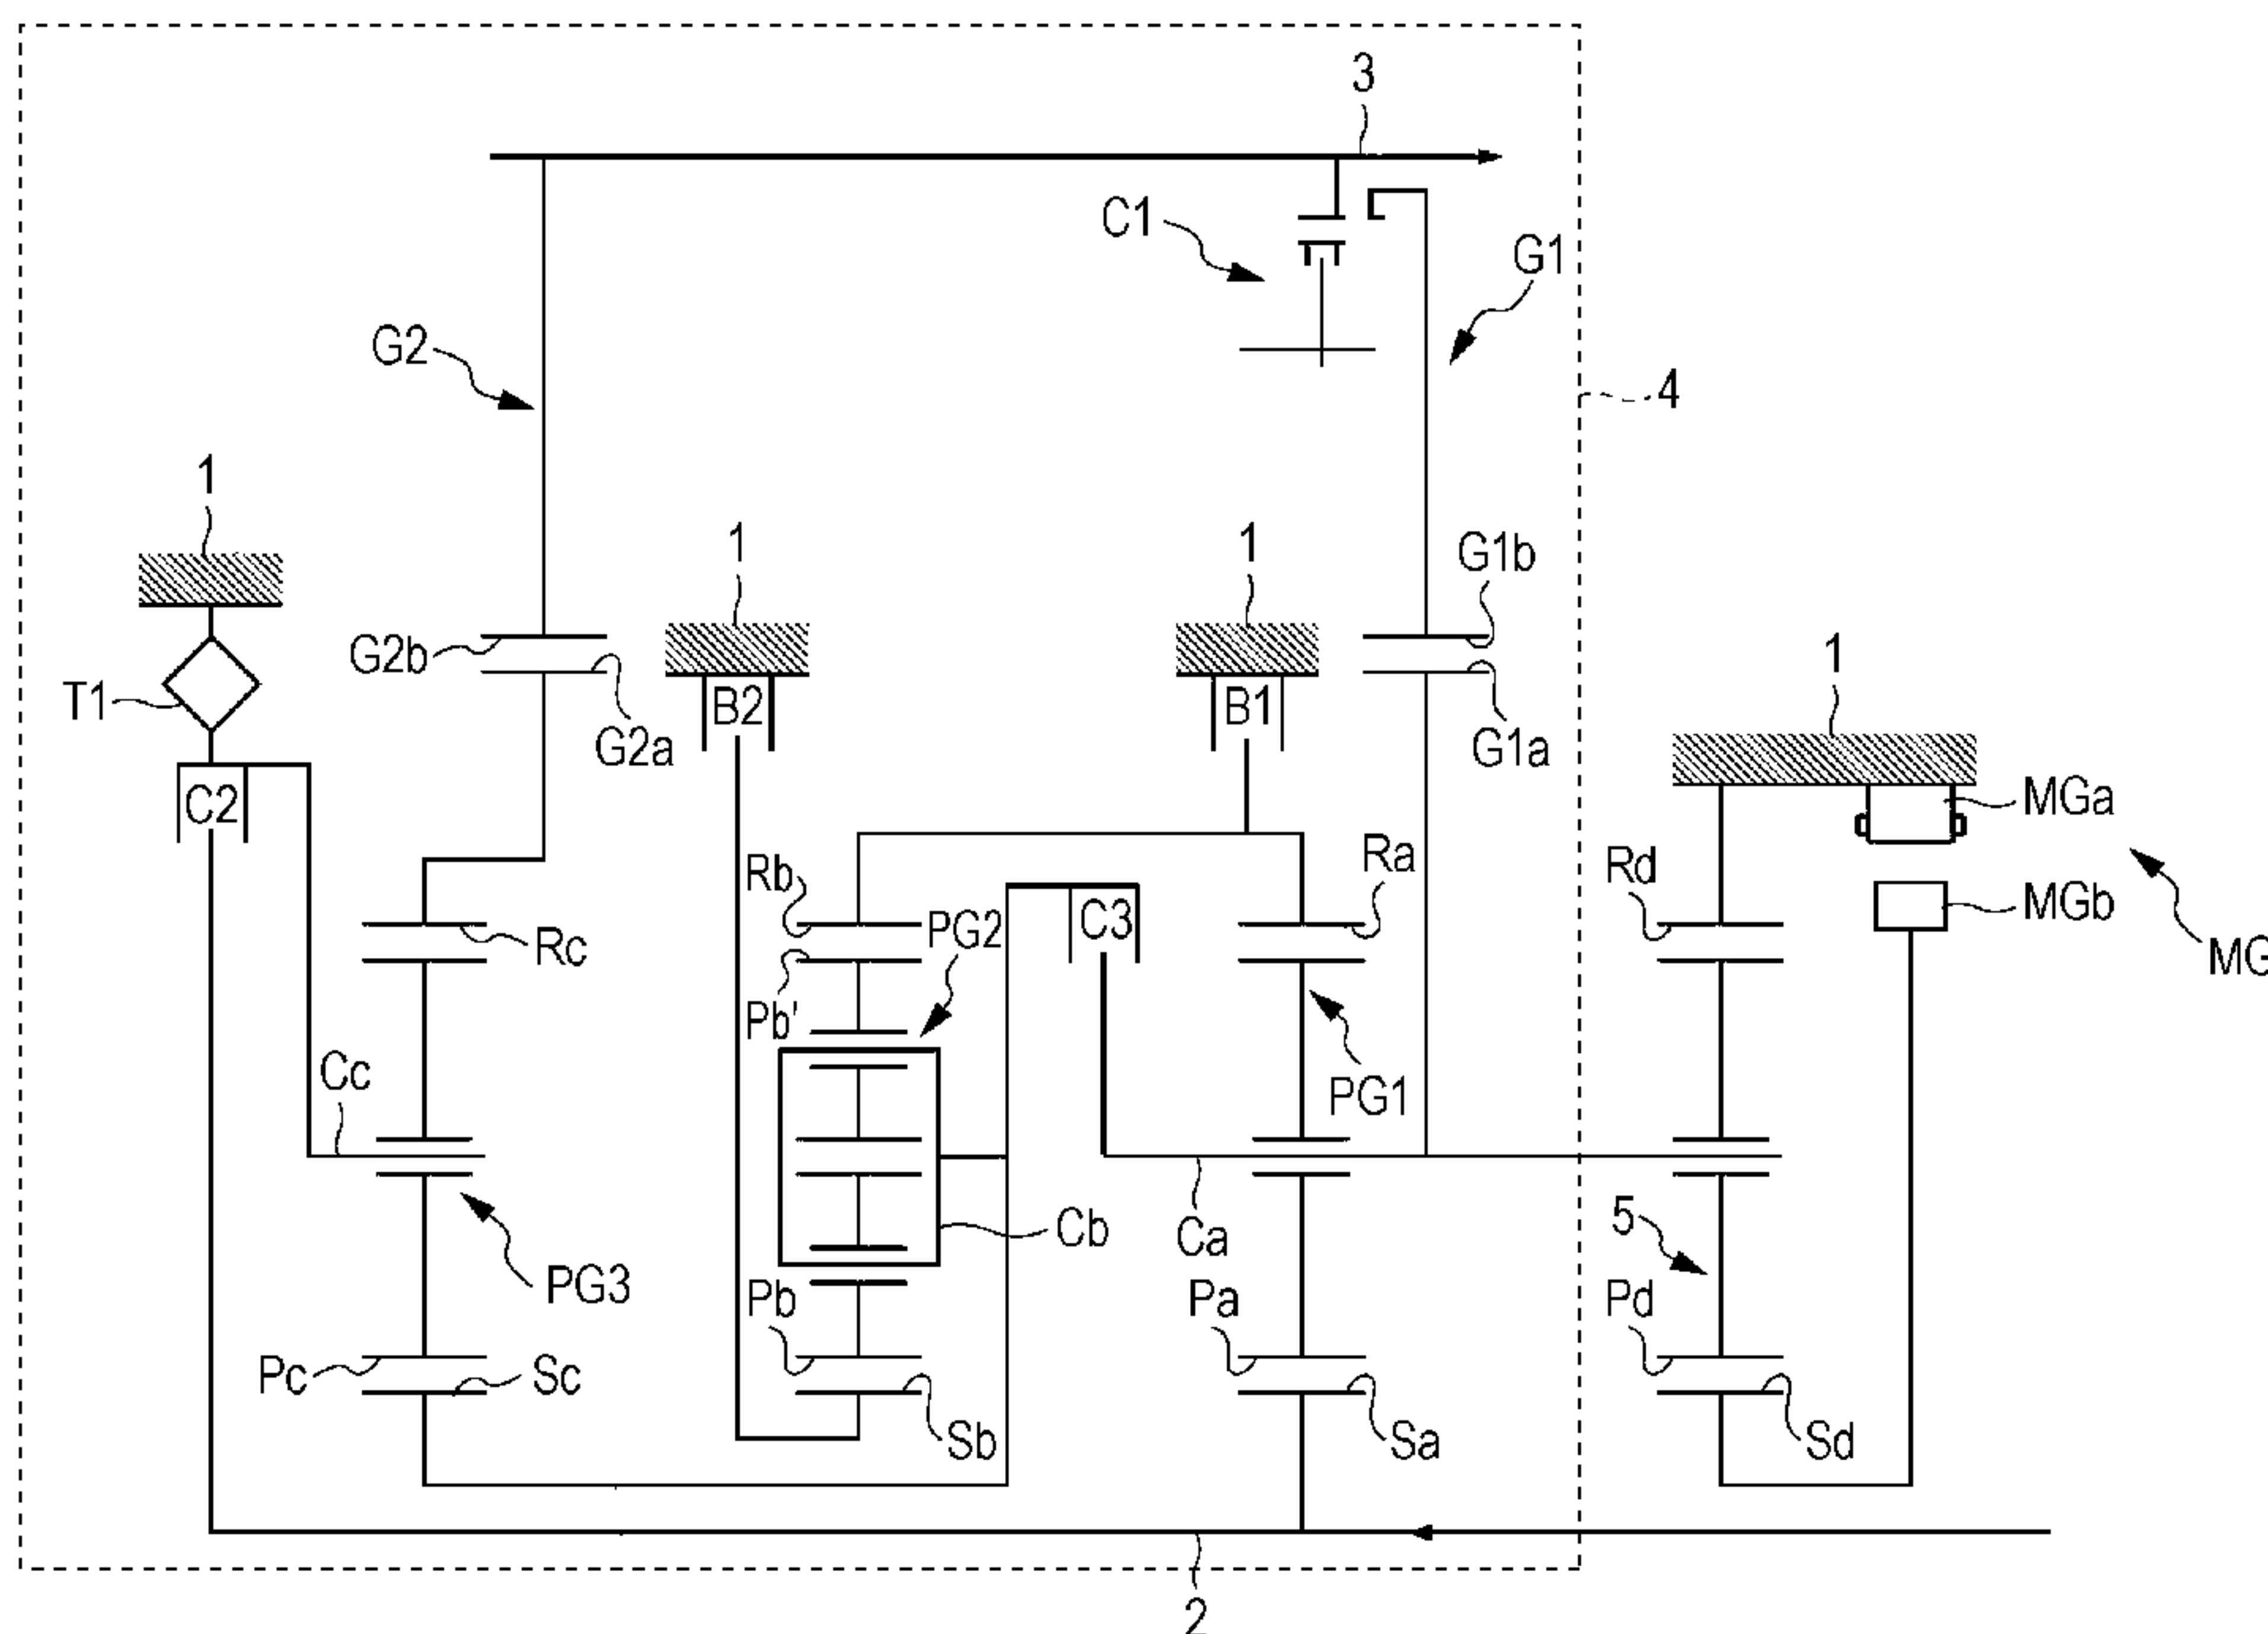 3
C1
G1
G2
4
1
1
1
G1b
1
G2b
T1
B2
B1
G2a
G1a
C2
MGa
Rb
Ra
Rd
C3
MGb
PG2
Rc
MG
Pb'
Cc
PG1
5
Cb
Ca
PG3
Pb
Pa
Pd
Pc
Sc
Sb
Sa
Sd
2